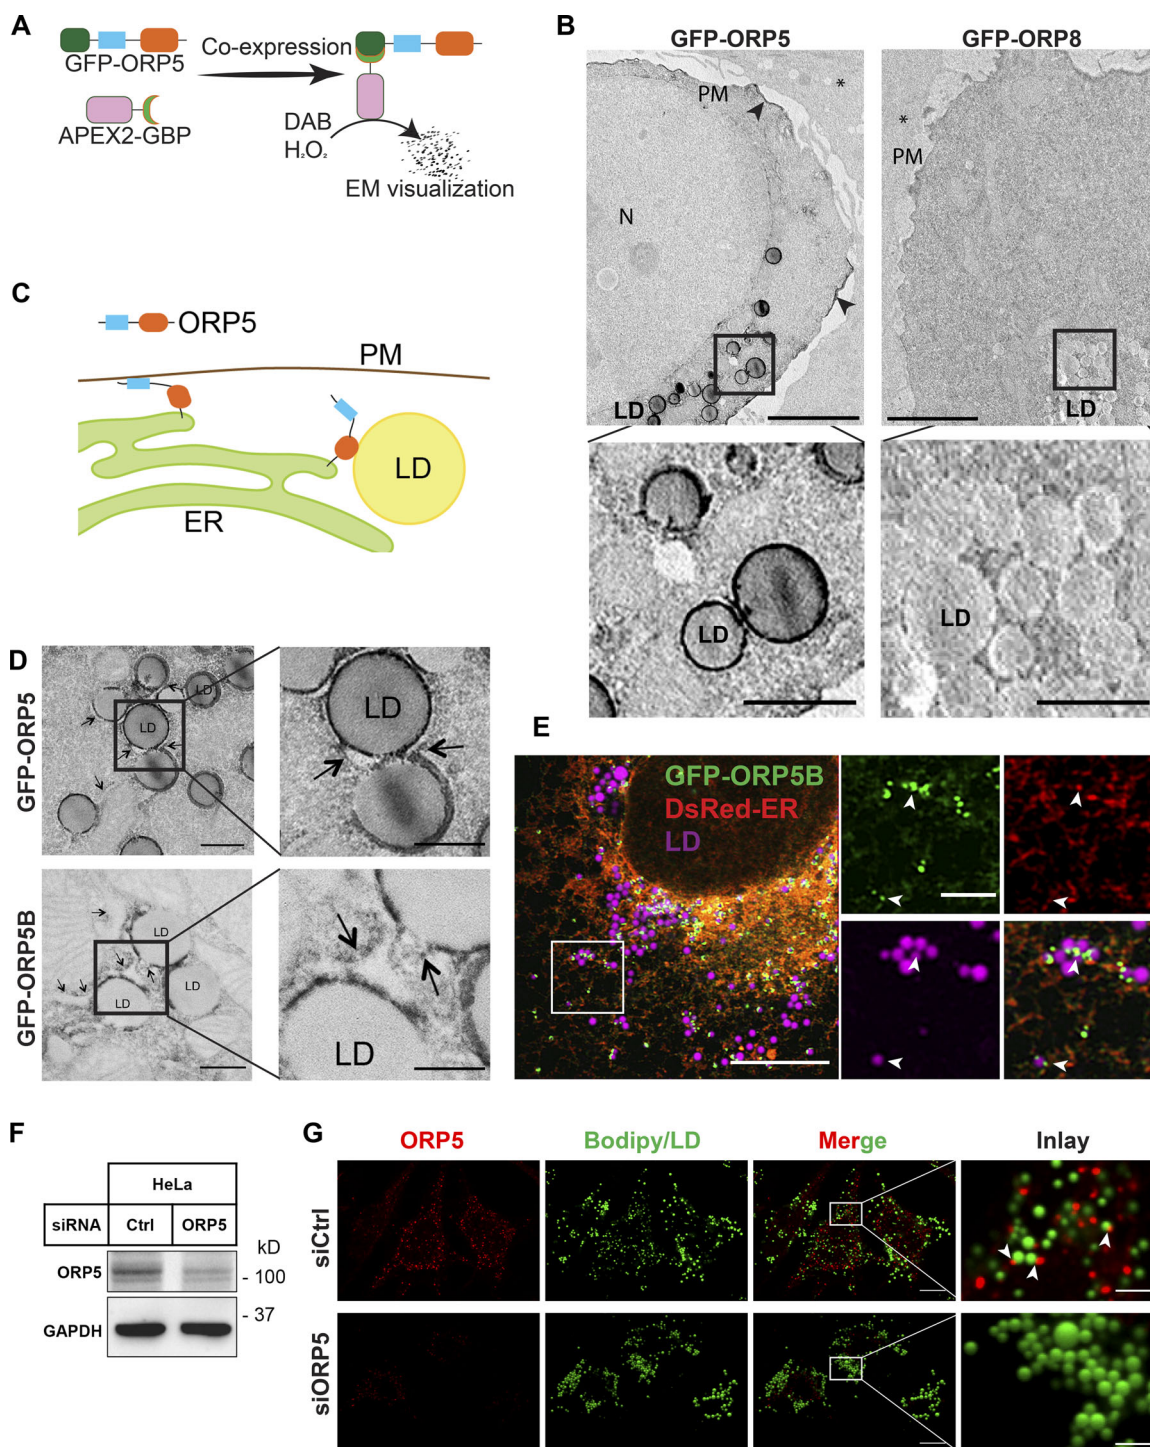 A
GFP-ORP5
Co-expression
APEX2-GBP
DAB
H₂O₂
EM visualization
B
GFP-ORP5
GFP-ORP8
PM
*
N
LD
*
PM
LD
LD
LD
C
ORP5
PM
LD
ER
D
GFP-ORP5
LD
LD
LD
GFP-ORP5B
LD
LD
LD
LD
E
GFP-ORP5B
DsRed-ER
LD
F
HeLa
siRNA
Ctrl
ORP5
kD
ORP5
- 100
- 37
GAPDH
G
ORP5
Bodipy/LD
Merge
Inlay
siCtrl
siORP5